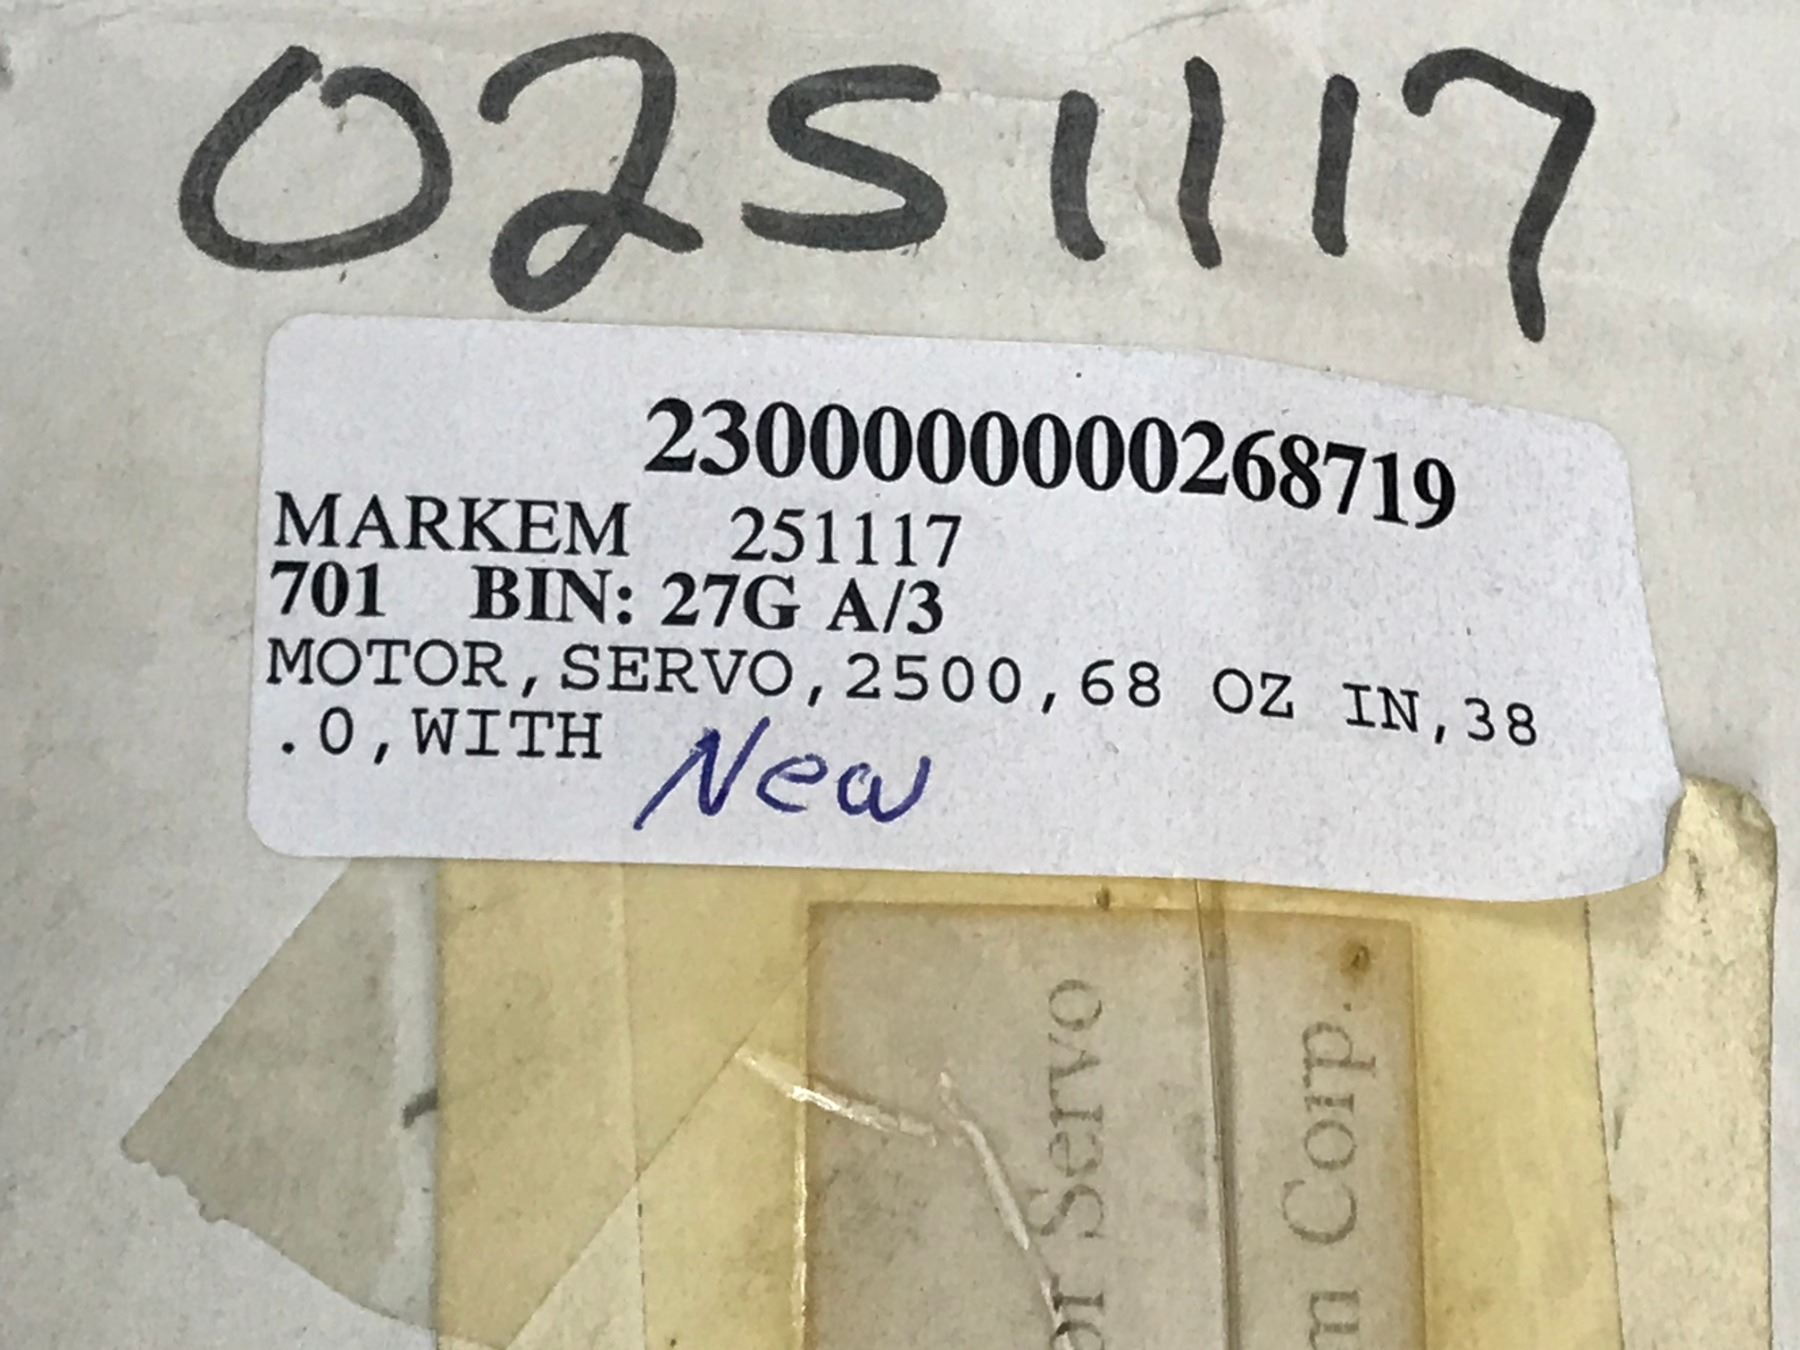 02S1117
2300000000268719
MARKEM 251117
701 BIN: 27G A/3
MOTOR,SERVO,2500,68 OZ IN,38
.0,WITH
New
Servo
Corp.